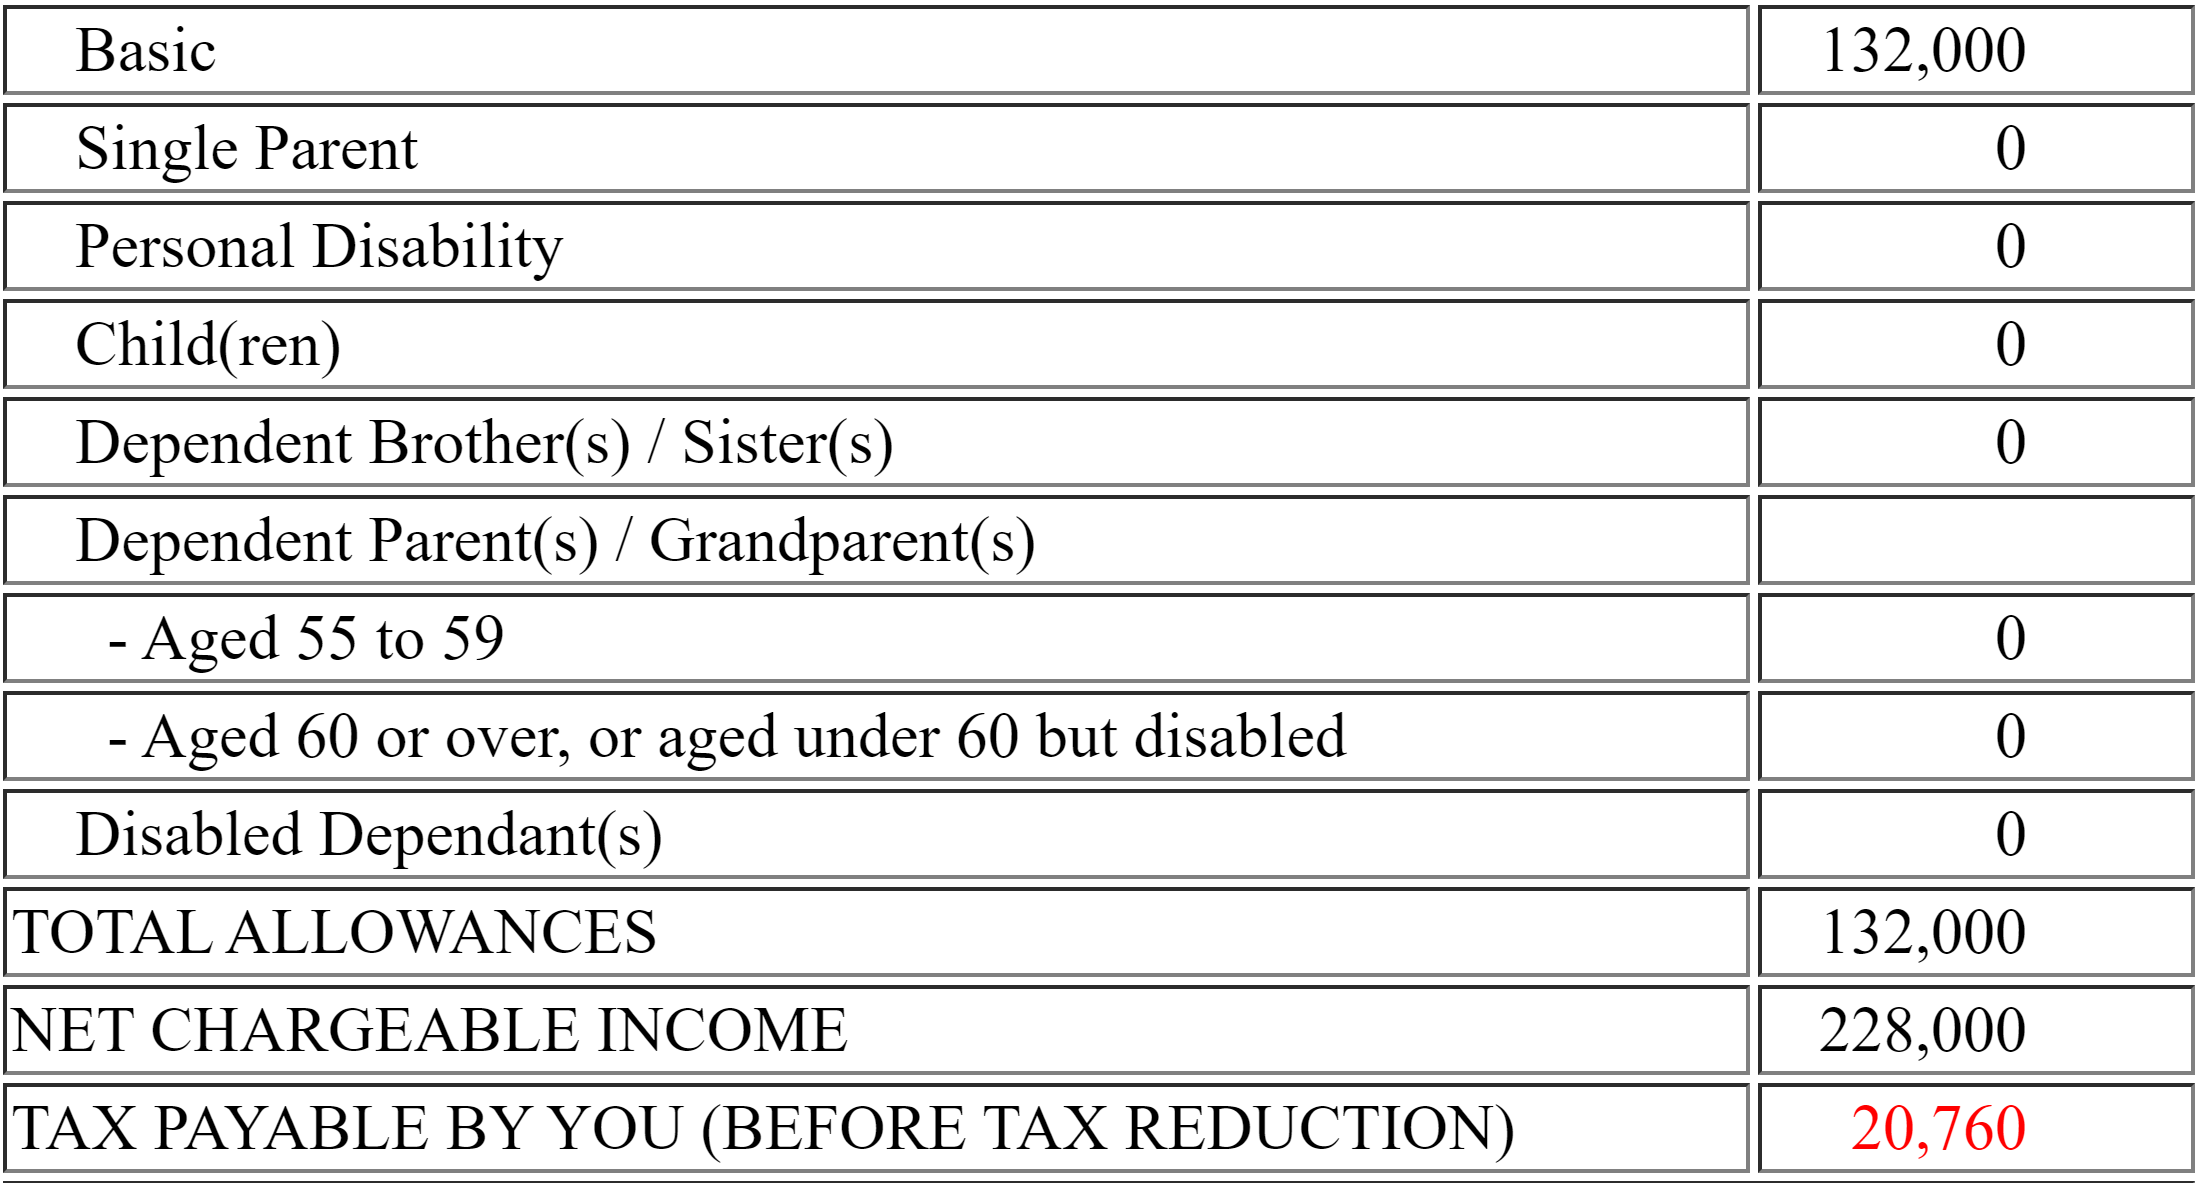 Basic 132,000
Single Parent 0
Personal Disability 0
Child(ren) 0
Dependent Brother(s) / Sister(s) 0
Dependent Parent(s) / Grandparent(s)
- Aged 55 to 59 0
- Aged 60 or over, or aged under 60 but disabled 0
Disabled Dependant(s) 0
TOTAL ALLOWANCES 132,000
NET CHARGEABLE INCOME 228,000
TAX PAYABLE BY YOU (BEFORE TAX REDUCTION) 20,760